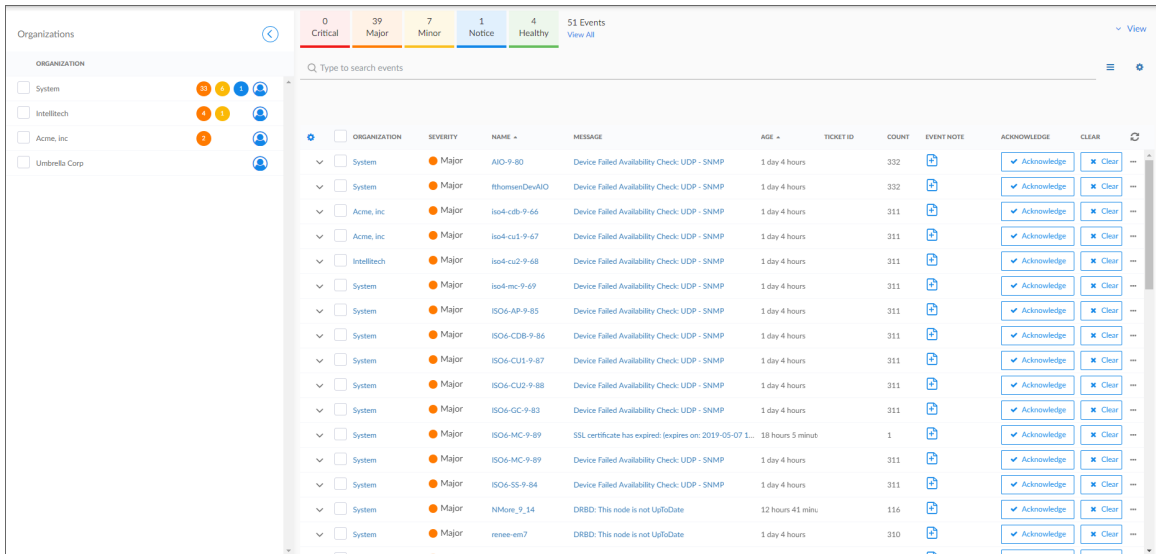 Organizations
ORGANIZATION
System 33 6 1
Intellitech 4 1
Acme, inc 2
Umbrella Corp
0 39 7 1 4 51 Events
Critical Major Minor Notice Healthy View All
View
Type to search events
ORGANIZATION SEVERITY NAME MESSAGE AGE TICKET ID COUNT EVENT NOTE ACKNOWLEDGE CLEAR
System Major AIO-9-80 Device Failed Availability Check: UDP - SNMP 1 day 4 hours 332 Acknowledge Clear
System Major fthomsenDevAIO Device Failed Availability Check: UDP - SNMP 1 day 4 hours 332 Acknowledge Clear
Acme, inc Major iso4-cdb-9-66 Device Failed Availability Check: UDP - SNMP 1 day 4 hours 311 Acknowledge Clear
Acme, inc Major iso4-cu1-9-67 Device Failed Availability Check: UDP - SNMP 1 day 4 hours 311 Acknowledge Clear
Intellitech Major iso4-cu2-9-68 Device Failed Availability Check: UDP - SNMP 1 day 4 hours 311 Acknowledge Clear
System Major iso4-mc-9-69 Device Failed Availability Check: UDP - SNMP 1 day 4 hours 311 Acknowledge Clear
System Major ISO6-AP-9-85 Device Failed Availability Check: UDP - SNMP 1 day 4 hours 311 Acknowledge Clear
System Major ISO6-CDB-9-86 Device Failed Availability Check: UDP - SNMP 1 day 4 hours 311 Acknowledge Clear
System Major ISO6-CU1-9-87 Device Failed Availability Check: UDP - SNMP 1 day 4 hours 311 Acknowledge Clear
System Major ISO6-CU2-9-88 Device Failed Availability Check: UDP - SNMP 1 day 4 hours 311 Acknowledge Clear
System Major ISO6-GC-9-83 Device Failed Availability Check: UDP - SNMP 1 day 4 hours 311 Acknowledge Clear
System Major ISO6-MC-9-89 SSL certificate has expired: (expires on: 2019-05-07 1... 18 hours 5 minut 1 Acknowledge Clear
System Major ISO6-MC-9-89 Device Failed Availability Check: UDP - SNMP 1 day 4 hours 311 Acknowledge Clear
System Major ISO6-SS-9-84 Device Failed Availability Check: UDP - SNMP 1 day 4 hours 311 Acknowledge Clear
System Major NMore_9_14 DRBD: This node is not UpToDate 12 hours 41 minu 116 Acknowledge Clear
System Major renee-em7 DRBD: This node is not UpToDate 1 day 4 hours 310 Acknowledge Clear